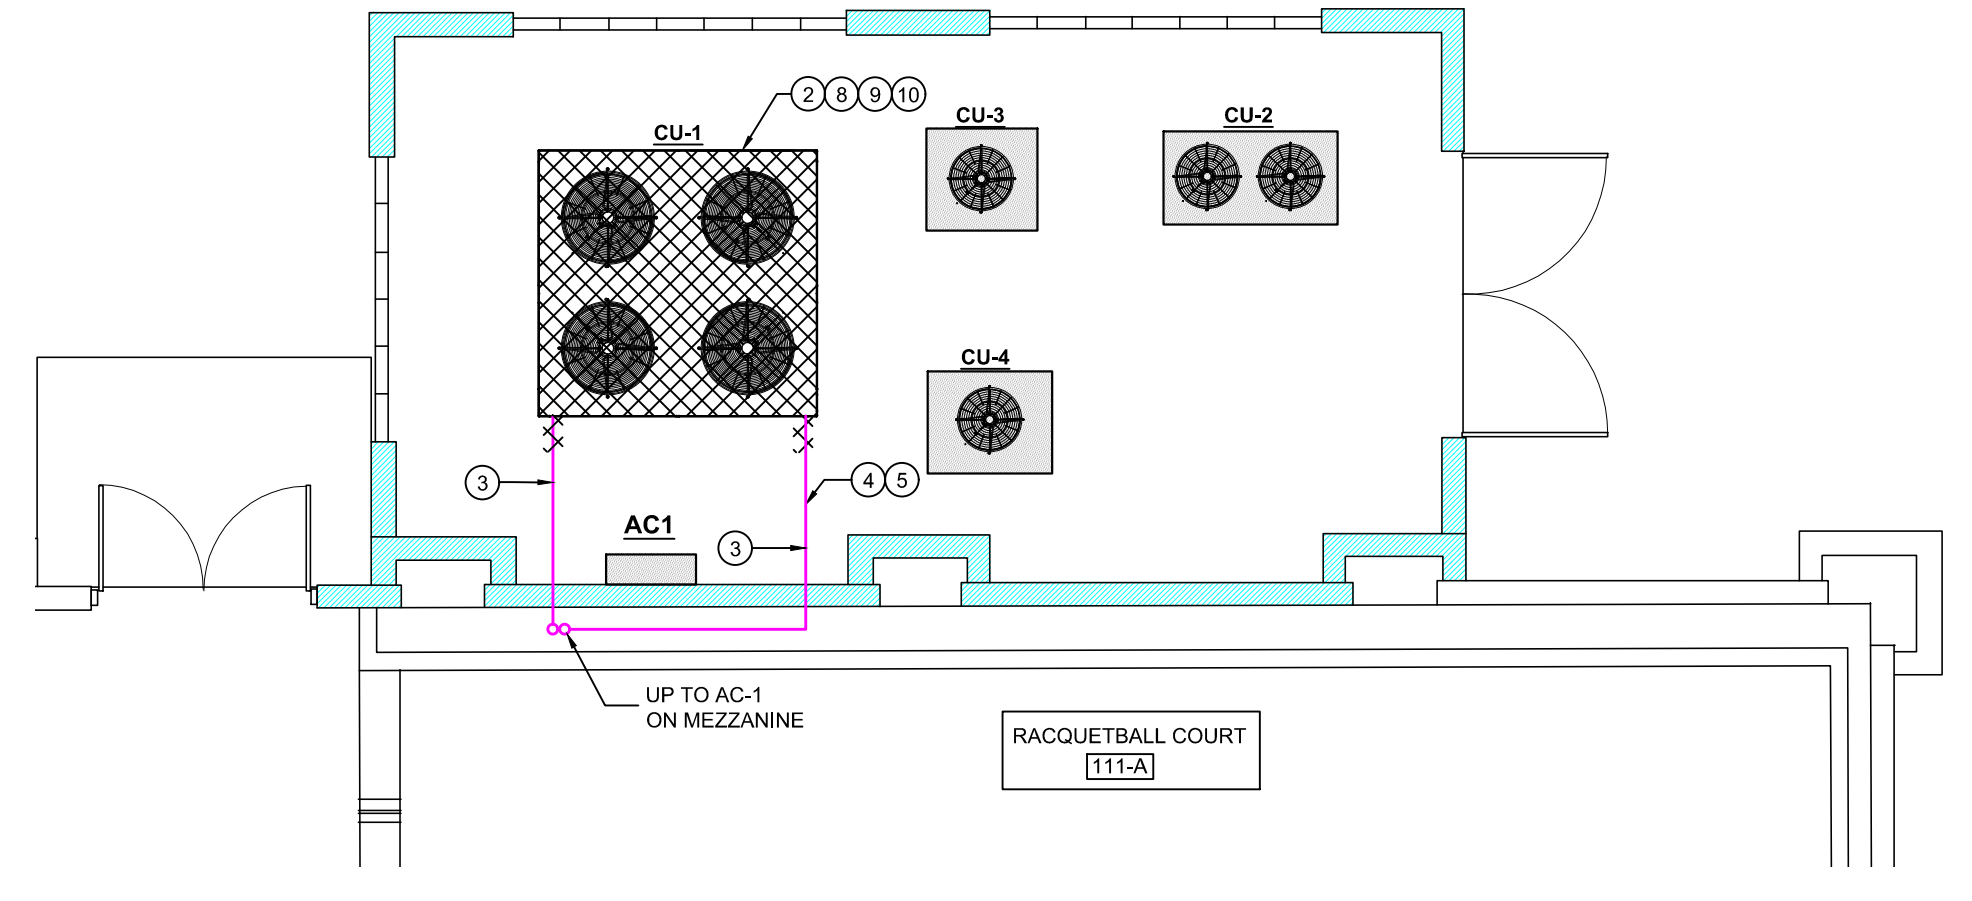 2 8 9 10
CU-1
CU-3
CU-2
CU-4
3
4 5
AC1
3
UP TO AC-1
ON MEZZANINE
RACQUETBALL COURT
111-A